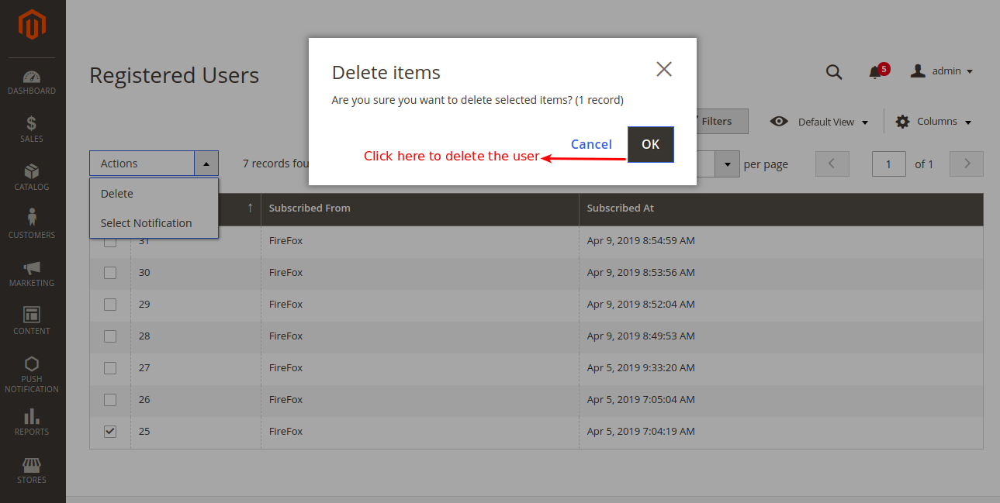 DASHBOARD
SALES
CATALOG
CUSTOMERS
MARKETING
CONTENT
PUSH
NOTIFICATION
REPORTS
STORES
Registered Users
5
admin
Delete items
Are you sure you want to delete selected items? (1 record)
Cancel
OK
Click here to delete the user
Filters
Default View
Columns
Actions
7 records fou
per page
1
of 1
Delete
Select Notification
↑ Subscribed From Subscribed At
31 FireFox Apr 9, 2019 8:54:59 AM
30 FireFox Apr 9, 2019 8:53:56 AM
29 FireFox Apr 9, 2019 8:52:04 AM
28 FireFox Apr 9, 2019 8:49:53 AM
27 FireFox Apr 5, 2019 9:33:20 AM
26 FireFox Apr 5, 2019 7:05:04 AM
25 FireFox Apr 5, 2019 7:04:19 AM